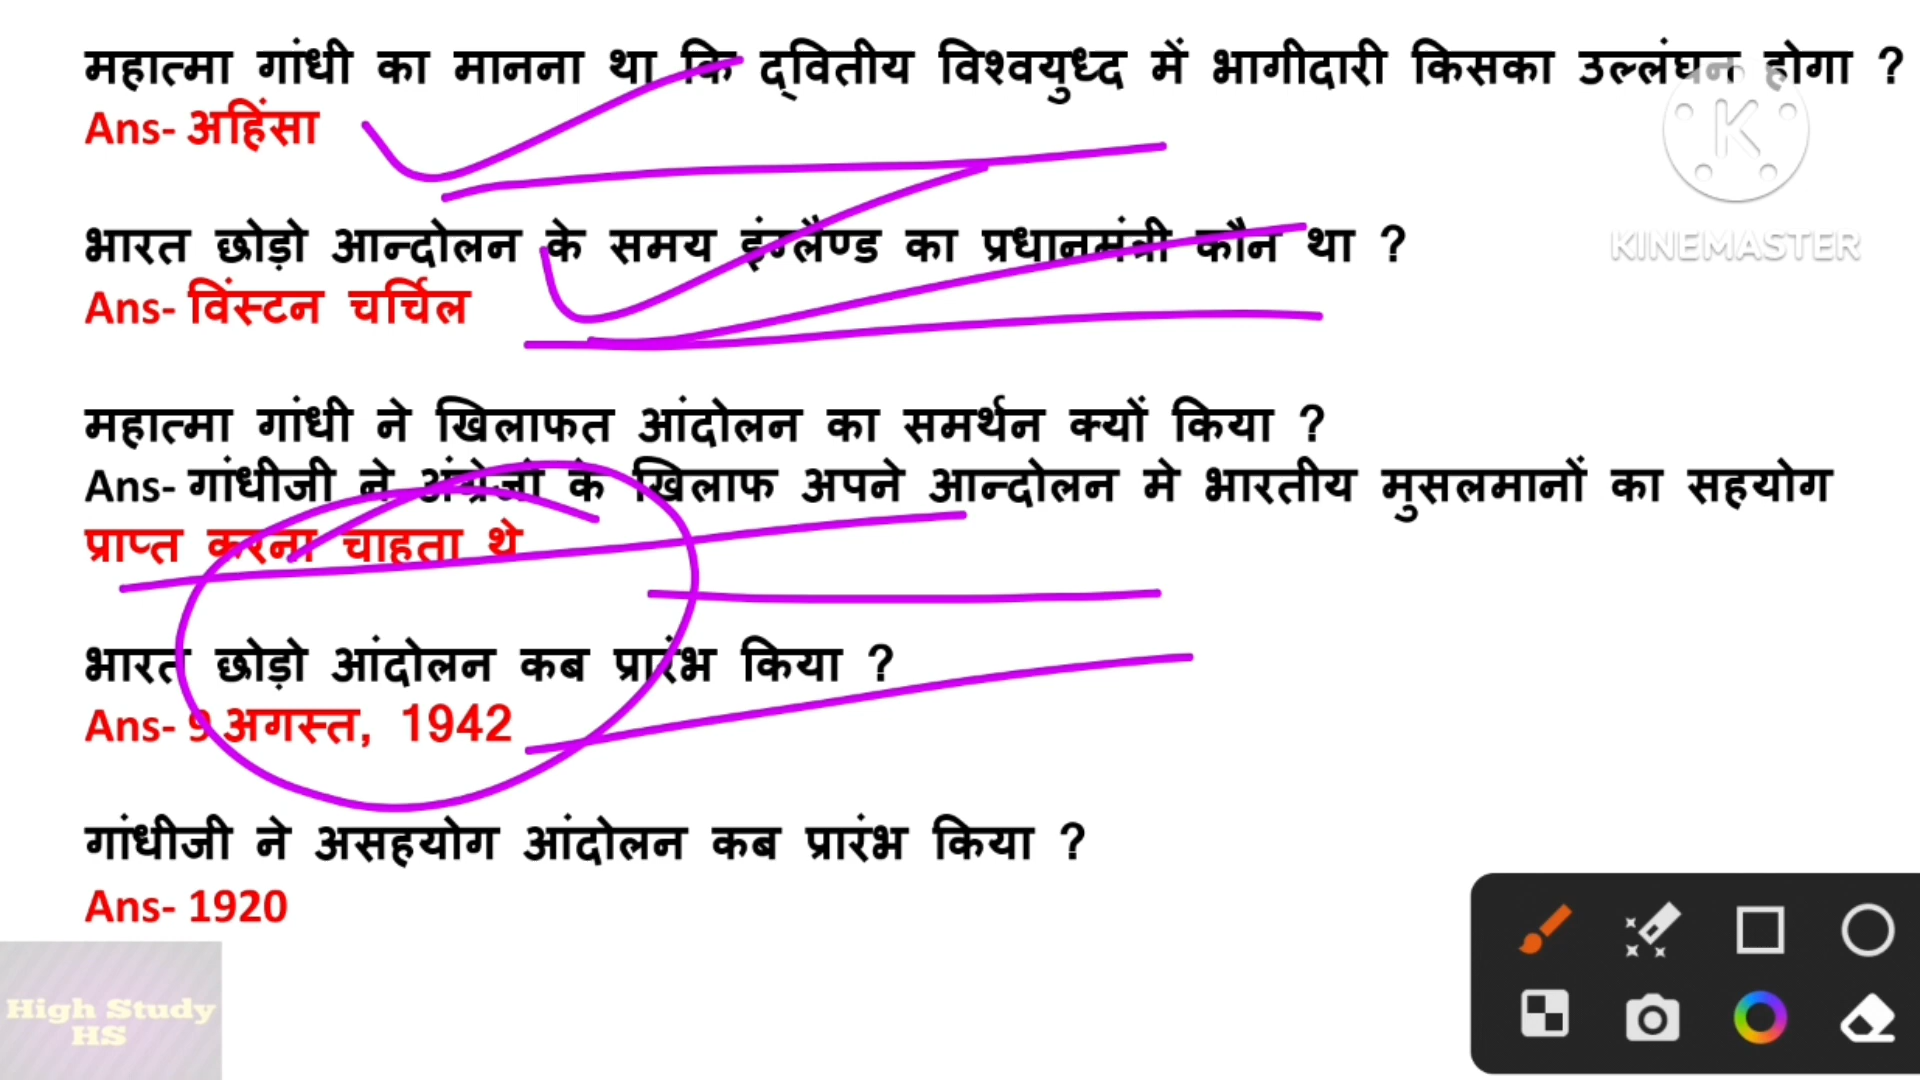 महात्मा गांधी का मानना था कि द्वितीय विश्वयुध्द में भागीदारी किसका उल्लंघन होगा ?
Ans- अहिंसा
KINEMASTER
भारत छोड़ो आन्दोलन के समय इंग्लैण्ड का प्रधानमंत्री कौन था ?
Ans- विंस्टन चर्चिल
महात्मा गांधी ने खिलाफत आंदोलन का समर्थन क्यों किया ?
Ans- गांधीजी ने अंग्रेजो के खिलाफ अपने आन्दोलन मे भारतीय मुसलमानों का सहयोग
प्राप्त करना चाहता थे
भारत छोड़ो आंदोलन कब प्रारंभ किया ?
Ans- 9 अगस्त, 1942
गांधीजी ने असहयोग आंदोलन कब प्रारंभ किया ?
Ans- 1920
High Study
HS